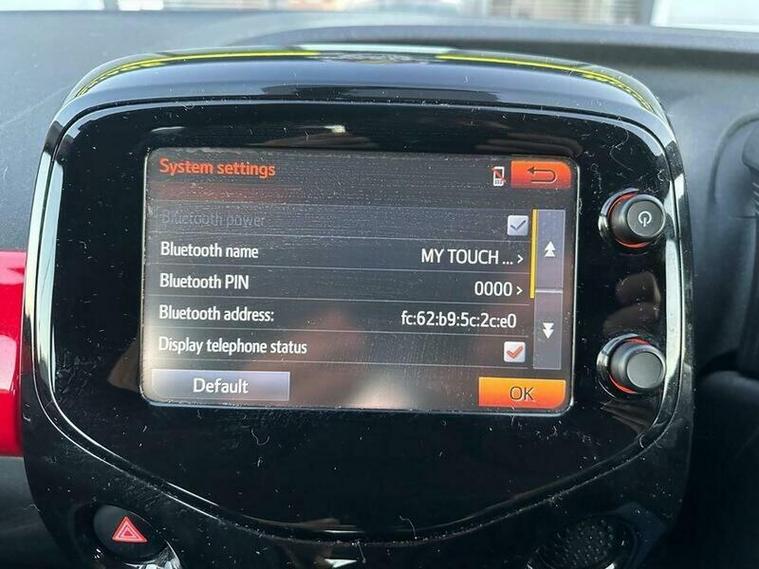 System settings
Bluetooth power
Bluetooth name MY TOUCH ... >
Bluetooth PIN 0000 >
Bluetooth address: fc:62:b9:5c:2c:e0
Display telephone status
Default OK